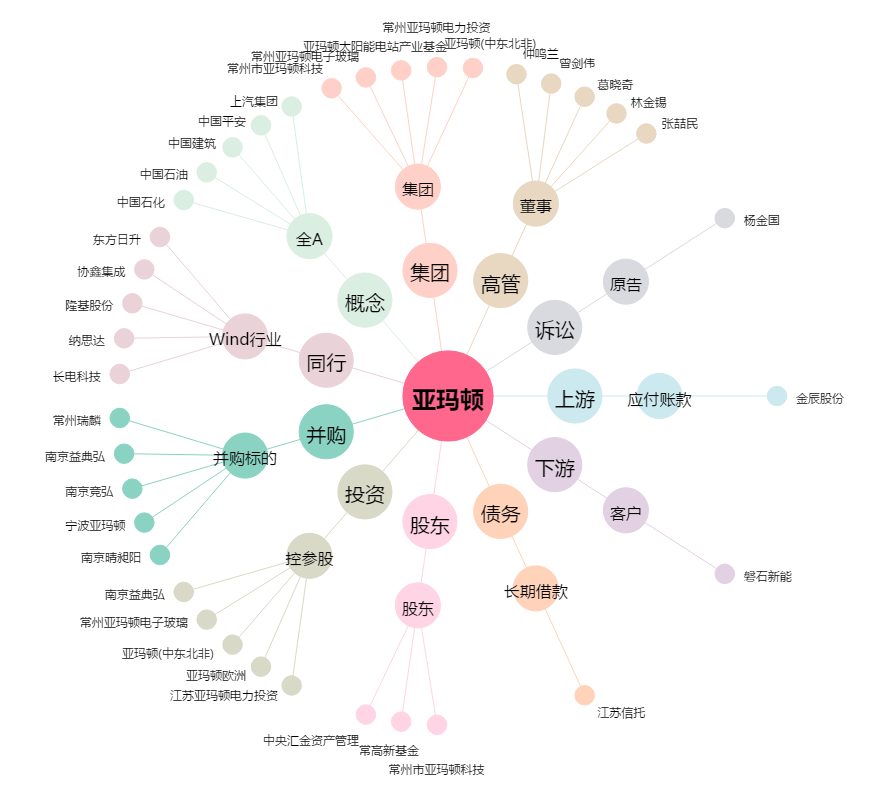 亚玛顿
集团
集团
常州市亚玛顿科技
常州亚玛顿电子玻璃
亚玛顿太阳能电站产业基金
常州亚玛顿电力投资
亚玛顿(中东北非)
高管
董事
仲鸣兰
曾剑伟
葛晓奇
林金锡
张喆民
诉讼
原告
杨金国
上游
应付账款
金辰股份
下游
客户
磐石新能
债务
长期借款
江苏信托
股东
股东
常州市亚玛顿科技
常高新基金
中央汇金资产管理
投资
控参股
江苏亚玛顿电力投资
亚玛顿欧洲
亚玛顿(中东北非)
常州亚玛顿电子玻璃
南京益典弘
并购
并购标的
南京晴昶阳
宁波亚玛顿
南京竞弘
南京益典弘
常州瑞麟
同行
Wind行业
长电科技
纳思达
隆基股份
协鑫集成
东方日升
概念
全A
中国石化
中国石油
中国建筑
中国平安
上汽集团